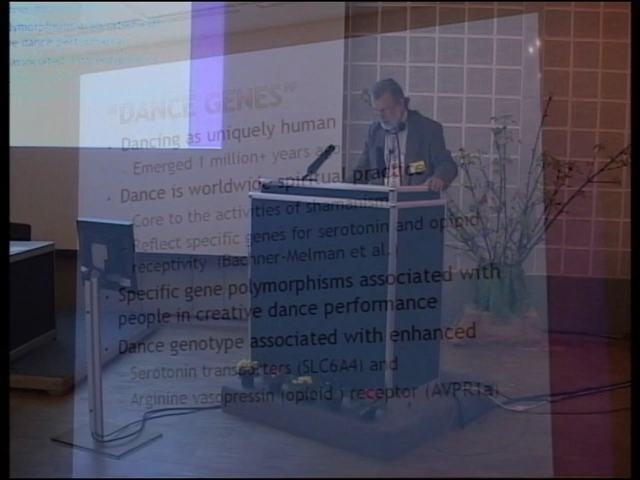 "DANCE GENES"
Dancing as uniquely human
Emerged 1 million+ years ago
Dance is worldwide spiritual practice
Core to the activities of shamanism
Reflect specific genes for serotonin and opioid
receptivity (Bachner-Melman et al.
Specific gene polymorphisms associated with
people in creative dance performance
Dance genotype associated with enhanced
Serotonin transporters (SLC6A4) and
Arginine vasopressin (opioid ) receptor (AVPR1a)